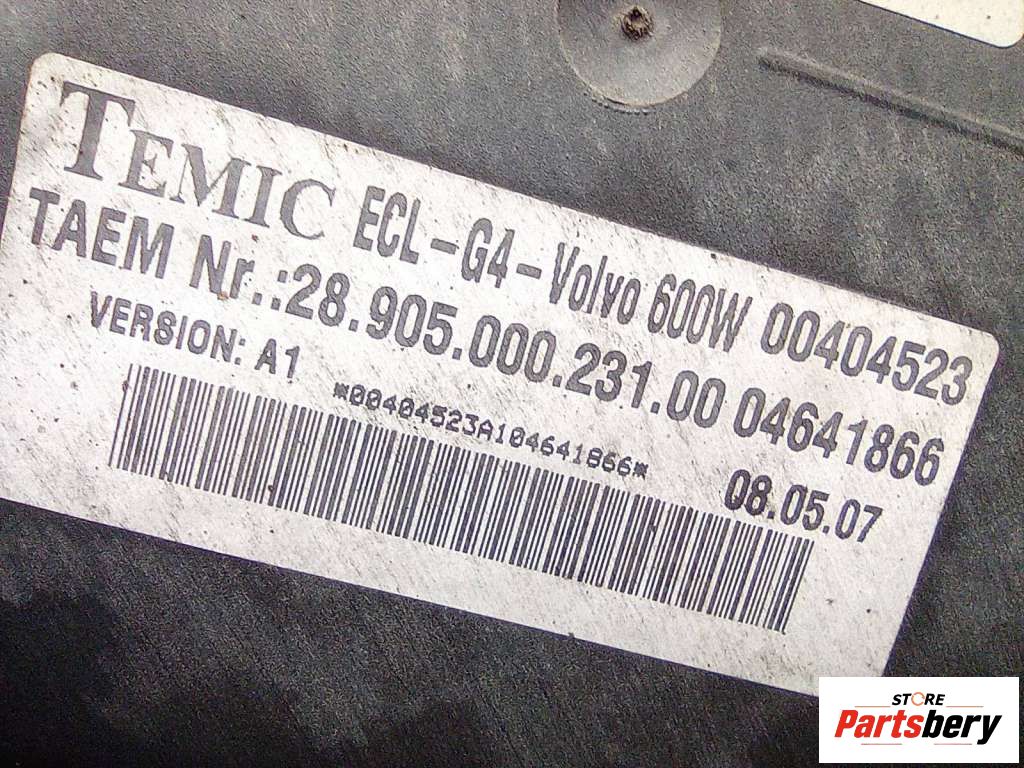 TEMIC ECL-G4-Volvo 600W 00404523
TAEM Nr.:28.905.000.231.00 04641866
VERSION: A1
*00404523A104641866*
08.05.07
STORE
Partsbery